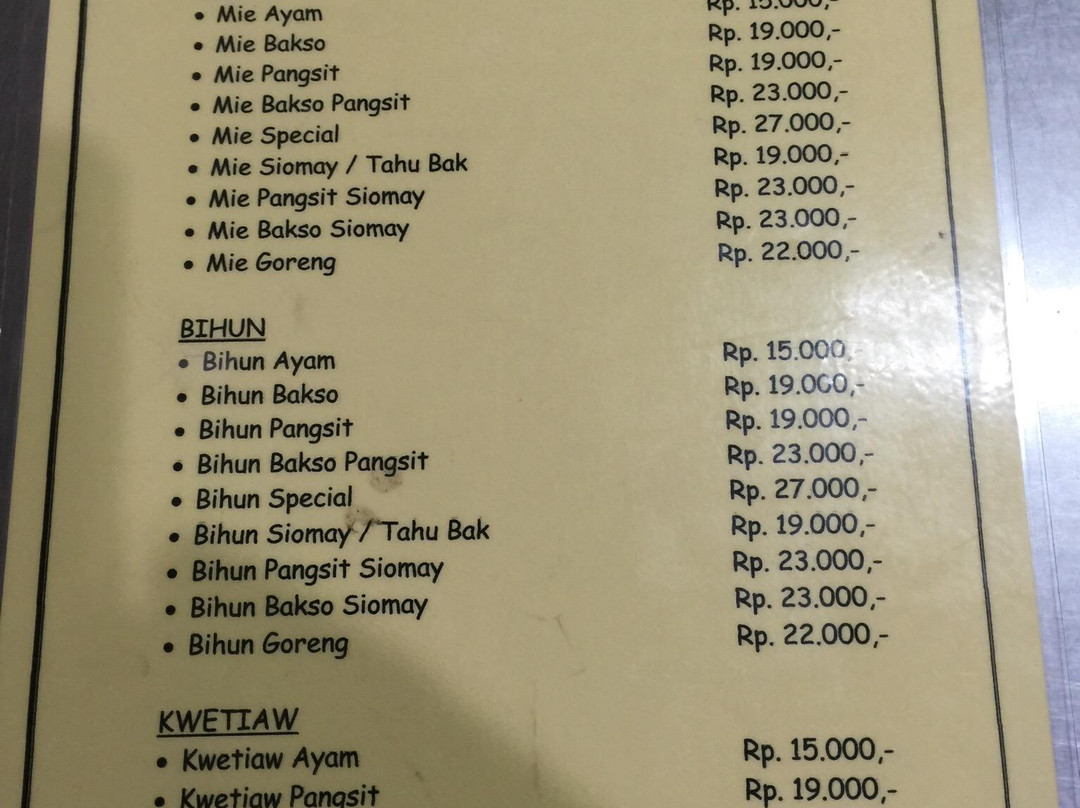 • Mie Ayam Rp. 15.000,-
• Mie Bakso Rp. 19.000,-
• Mie Pangsit Rp. 19.000,-
• Mie Bakso Pangsit Rp. 23.000,-
• Mie Special Rp. 27.000,-
• Mie Siomay / Tahu Bak Rp. 19.000,-
• Mie Pangsit Siomay Rp. 23.000,-
• Mie Bakso Siomay Rp. 23.000,-
• Mie Goreng Rp. 22.000,-
BIHUN
• Bihun Ayam Rp. 15.000,-
• Bihun Bakso Rp. 19.000,-
• Bihun Pangsit Rp. 19.000,-
• Bihun Bakso Pangsit Rp. 23.000,-
• Bihun Special Rp. 27.000,-
• Bihun Siomay / Tahu Bak Rp. 19.000,-
• Bihun Pangsit Siomay Rp. 23.000,-
• Bihun Bakso Siomay Rp. 23.000,-
• Bihun Goreng Rp. 22.000,-
KWETIAW
• Kwetiaw Ayam Rp. 15.000,-
• Kwetiaw Pangsit Rp. 19.000,-